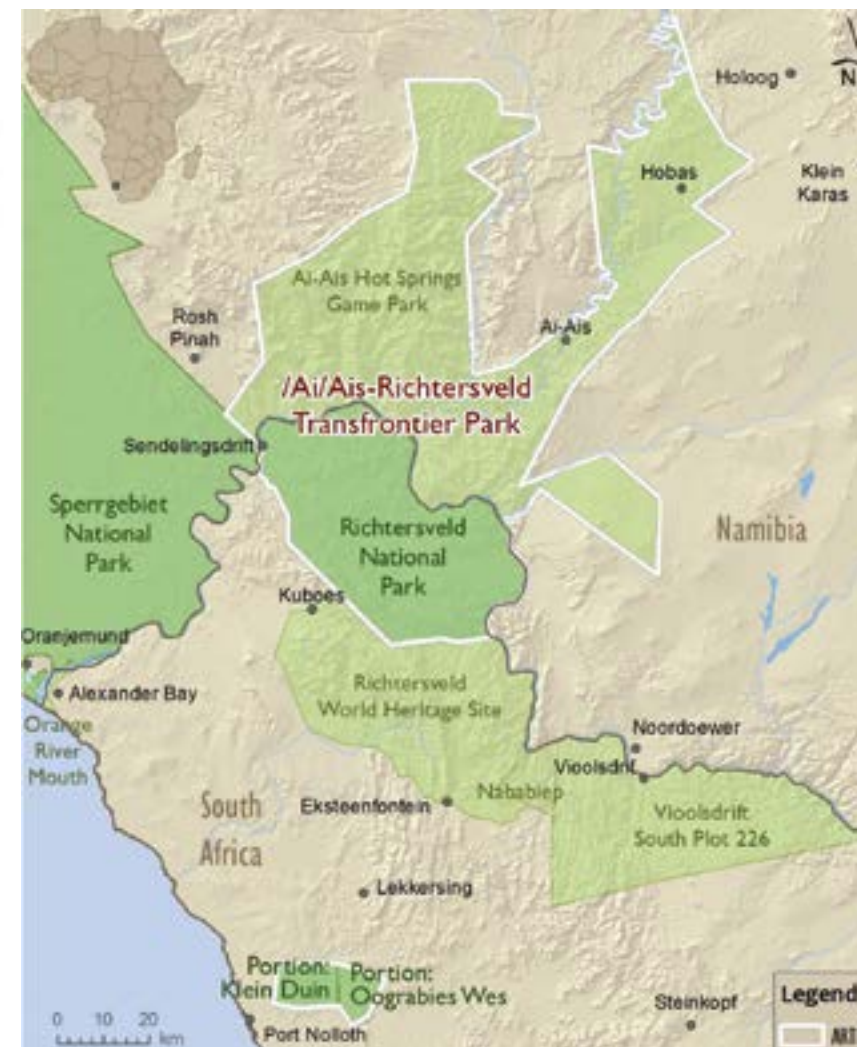 Holoog
N
Hobas
Klein
Karas
Ai-Ais Hot Springs
Game Park
Rosh
Pinah
Ai-Ais
/Ai/Ais-Richtersveld
Transfrontier Park
Sendelingsdrift
Sperrgebiet
National
Park
Richtersveld
National
Park
Namibia
Kuboes
Oranjemund
Richtersveld
World Heritage Site
Alexander Bay
Orange
River
Mouth
Noordoewer
Vioolsdrif
Nababiep
South
Africa
Eksteenfontein
Vioolsdrift
South Plot 226
Lekkersing
Portion:
Klein Duin
Portion:
Oograbies Wes
Steinkopf
Legend
0 10 20
km
Port Nolloth